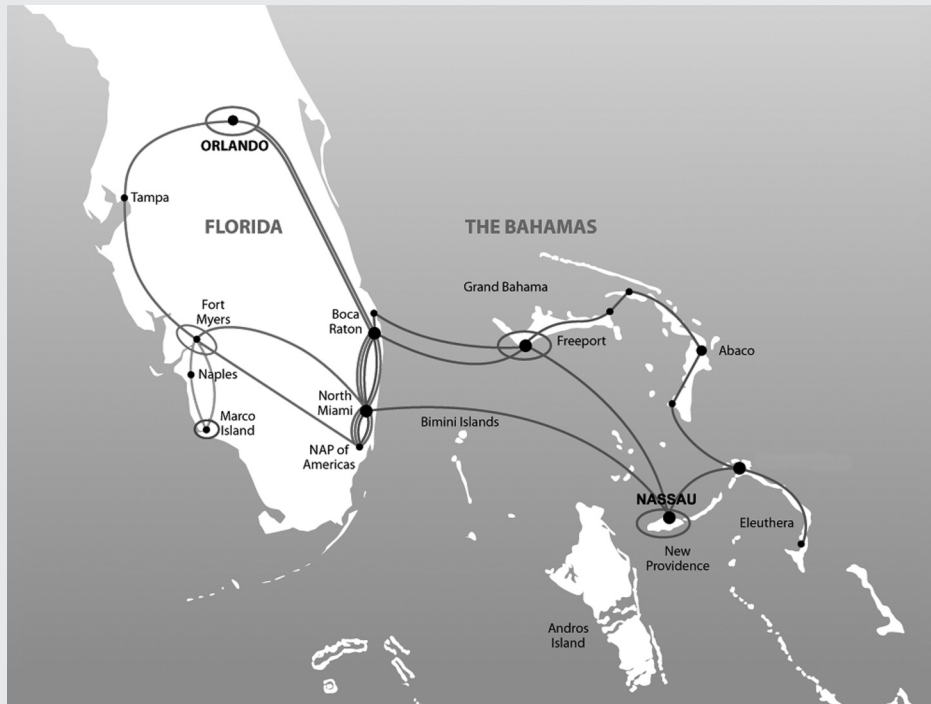 ORLANDO
Tampa
FLORIDA
THE BAHAMAS
Grand Bahama
Fort
Myers
Boca
Raton
Freeport
Abaco
Naples
North
Miami
Marco
Island
Bimini Islands
NAP of
Americas
NASSAU
Eleuthera
New
Providence
Andros
Island